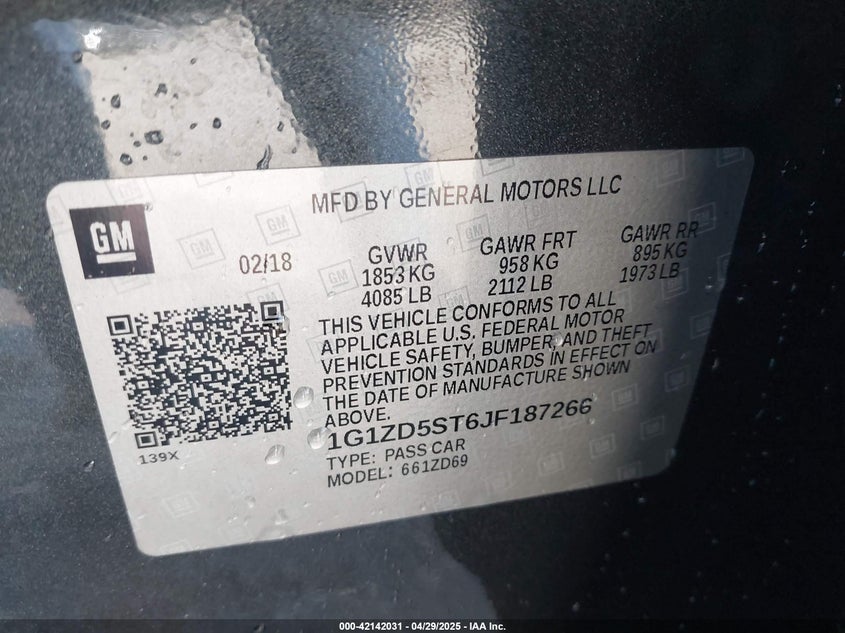 MFD BY GENERAL MOTORS LLC
GM
02/18
GVWR
1853 KG
4085 LB
GAWR FRT
958 KG
2112 LB
GAWR RR
895 KG
1973 LB
THIS VEHICLE CONFORMS TO ALL
APPLICABLE U.S. FEDERAL MOTOR
VEHICLE SAFETY, BUMPER, AND THEFT
PREVENTION STANDARDS IN EFFECT ON
THE DATE OF MANUFACTURE SHOWN
ABOVE.
1G1ZD5ST6JF187266
TYPE: PASS CAR
MODEL: 661ZD69
139X
000-42142031 - 04/29/2025 - IAA Inc.